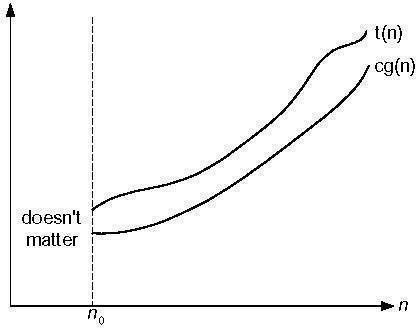 t(n)
cg(n)
doesn't
matter
n
n0